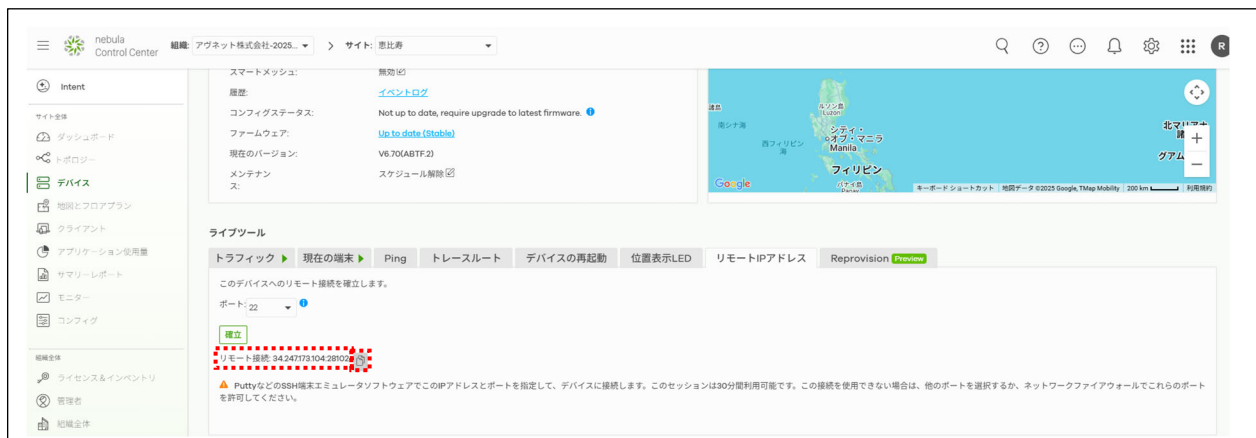 nebula
Control Center
組織: アヴネット株式会社-2025... > サイト: 恵比寿
R
Intent
サイト全体
ダッシュボード
トポロジー
デバイス
地図とフロアプラン
クライアント
アプリケーション使用量
サマリーレポート
モニター
コンフィグ
組織全体
ライセンス&インベントリ
管理者
組織全体
スマートメッシュ: 無効
履歴: イベントログ
コンフィグステータス: Not up to date, require upgrade to latest firmware.
ファームウェア: Up to date (Stable)
現在のバージョン: V6.70(ABTF.2)
メンテナン
ス: スケジュール解除
諸島
ルソン島
Luzon
南シナ海
シティ・
オブ・マニラ
Manila
西フィリピン
海
フィリピン
パナイ島
Panay
北マリアナ
諸
グアム
Google
キーボード ショートカット 地図データ ©2025 Google, TMap Mobility 200 km 利用規約
ライブツール
トラフィック 現在の端末 Ping トレースルート デバイスの再起動 位置表示LED リモートIPアドレス Reprovision Preview
このデバイスへのリモート接続を確立します。
ポート: 22
確立
リモート接続: 34.247.173.104:28102
PuttyなどのSSH端末エミュレータソフトウェアでこのIPアドレスとポートを指定して、デバイスに接続します。このセッションは30分間利用可能です。この接続を使用できない場合は、他のポートを選択するか、ネットワークファイアウォールでこれらのポート
を許可してください。